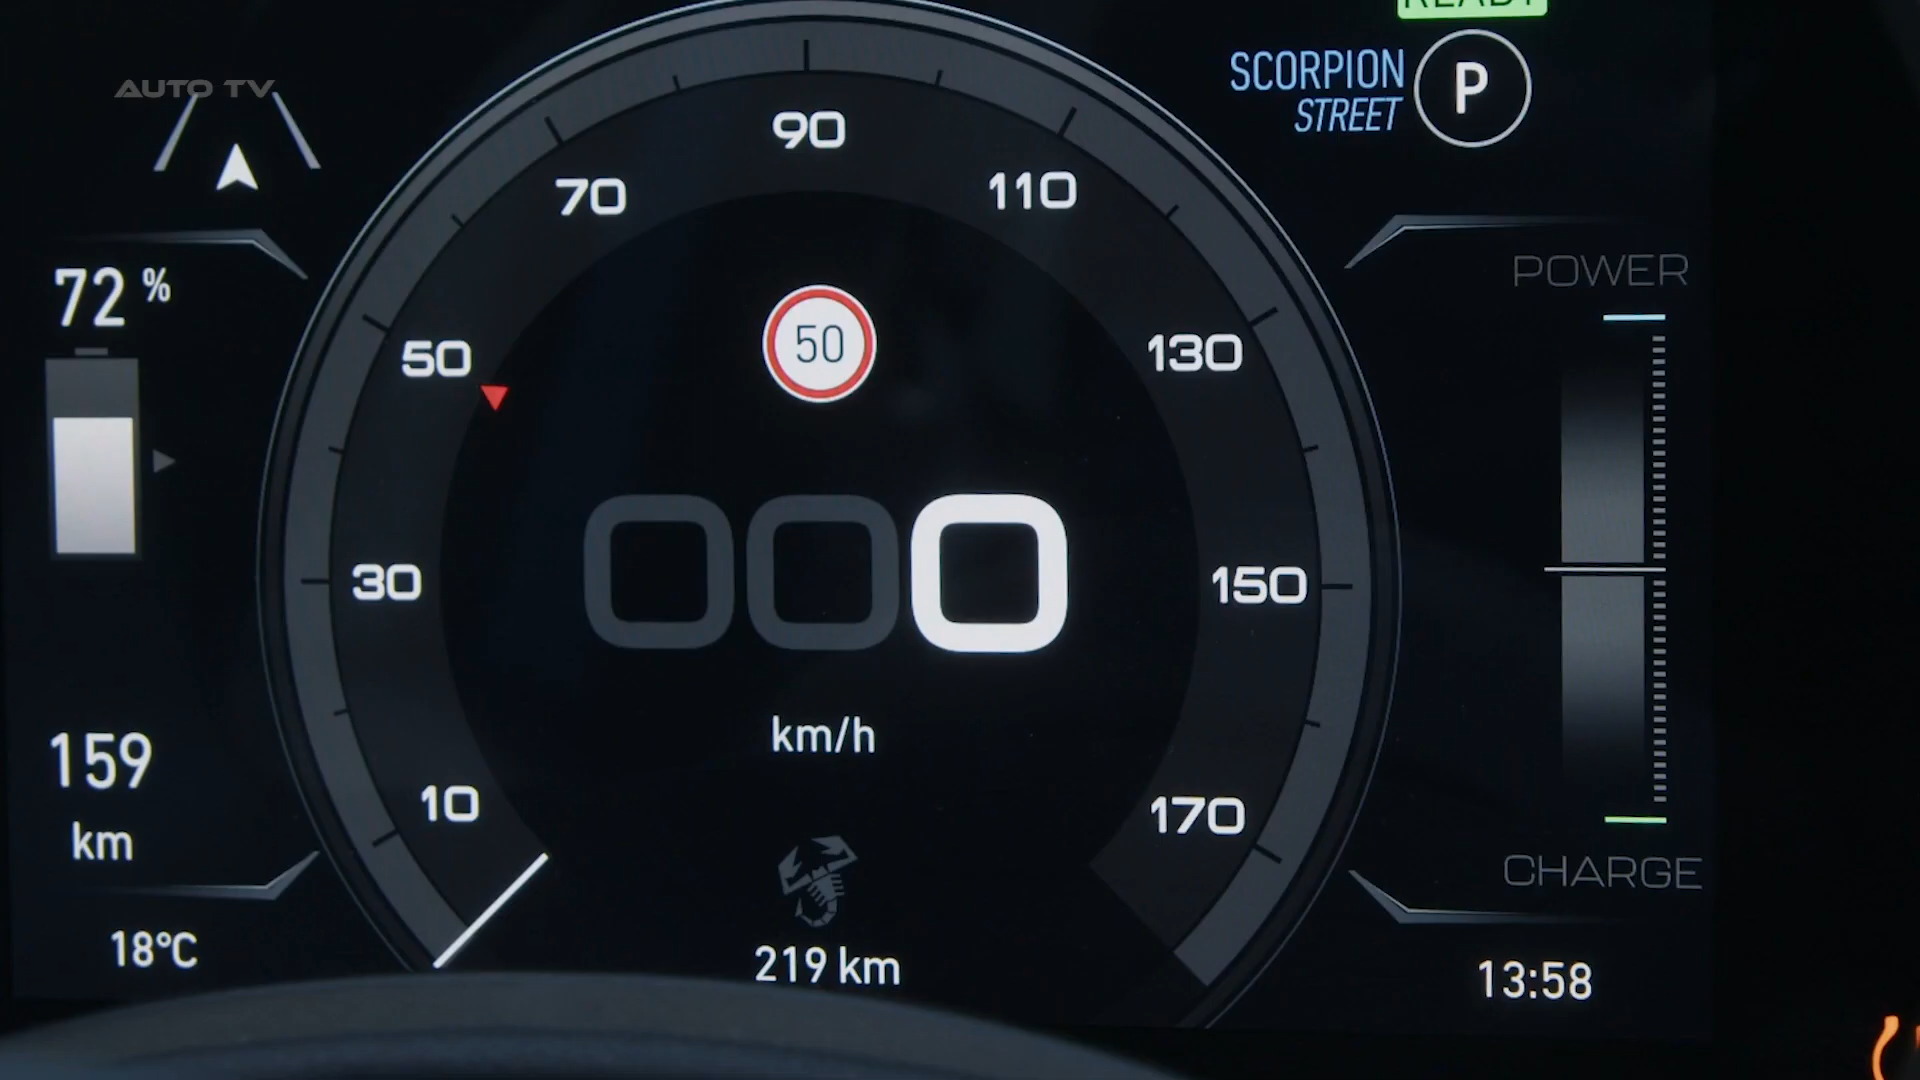 READY
AUTO TV
SCORPION
STREET
P
90
70
110
POWER
72 %
50
50
130
30
000
150
km/h
159
km
10
170
CHARGE
18°C
219 km
13:58